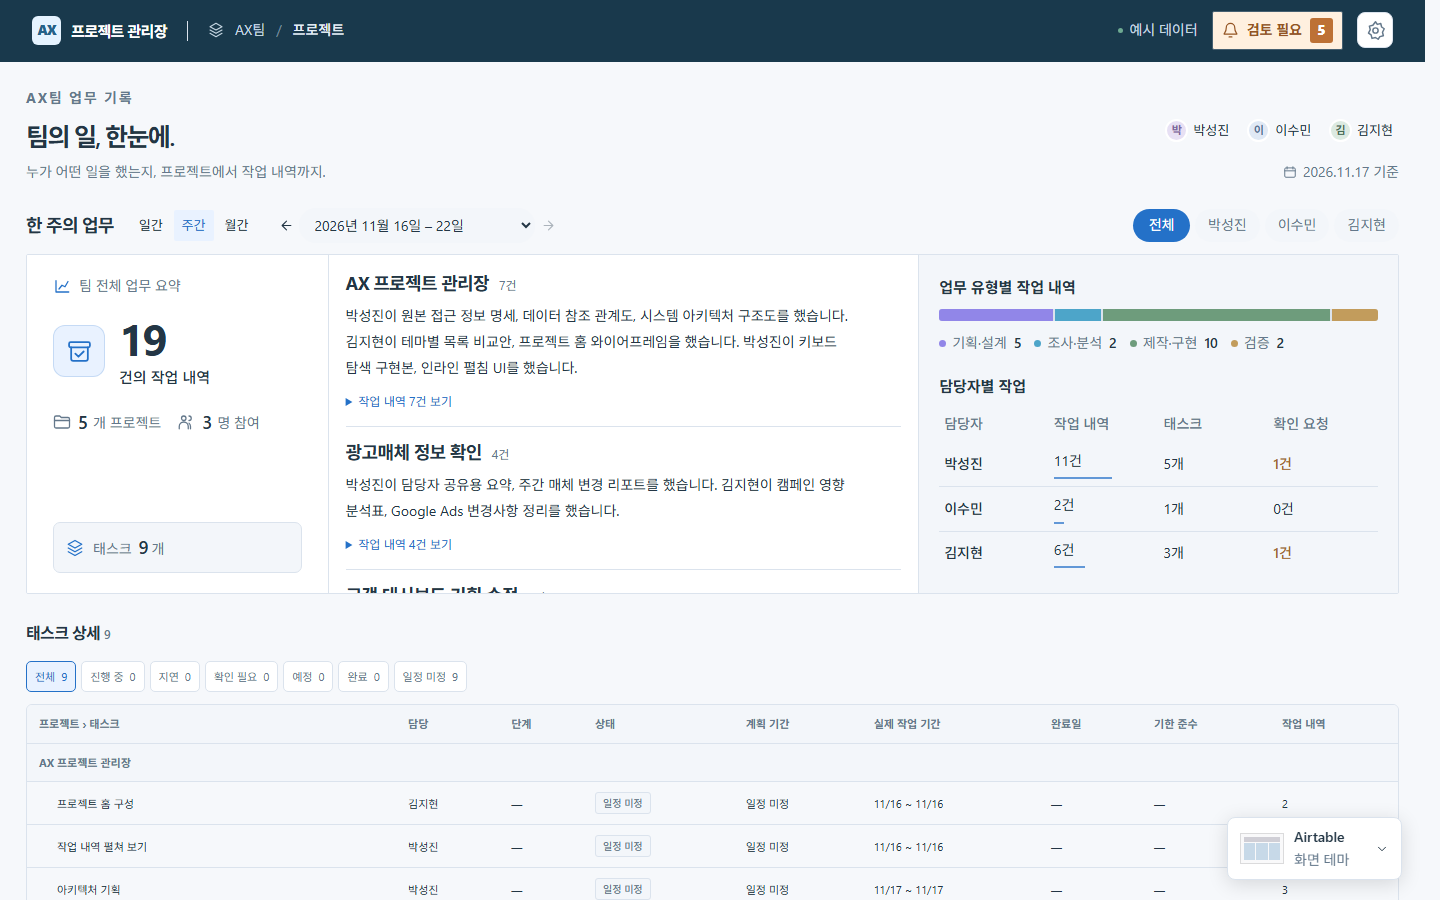 AX 프로젝트 관리장 AX팀 / 프로젝트 예시 데이터 검토 필요 5
AX팀 업무 기록
팀의 일, 한눈에.
박 박성진 이 이수민 김 김지현
누가 어떤 일을 했는지, 프로젝트에서 작업 내역까지.
2026.11.17 기준
한 주의 업무 일간 주간 월간 ← 2026년 11월 16일 – 22일 →
전체 박성진 이수민 김지현
팀 전체 업무 요약
19
건의 작업 내역
5 개 프로젝트 3 명 참여
태스크 9 개
AX 프로젝트 관리장 7건
박성진이 원본 접근 정보 명세, 데이터 참조 관계도, 시스템 아키텍처 구조도를 했습니다.
김지현이 테마별 목록 비교안, 프로젝트 홈 와이어프레임을 했습니다. 박성진이 키보드
탐색 구현본, 인라인 펼침 UI를 했습니다.
▶ 작업 내역 7건 보기
광고매체 정보 확인 4건
박성진이 담당자 공유용 요약, 주간 매체 변경 리포트를 했습니다. 김지현이 캠페인 영향
분석표, Google Ads 변경사항 정리를 했습니다.
▶ 작업 내역 4건 보기
업무 유형별 작업 내역
기획·설계 5 조사·분석 2 제작·구현 10 검증 2
담당자별 작업
담당자 작업 내역 태스크 확인 요청
박성진 11건 5개 1건
이수민 2건 1개 0건
김지현 6건 3개 1건
태스크 상세 9
전체 9 진행 중 0 지연 0 확인 필요 0 예정 0 완료 0 일정 미정 9
프로젝트 › 태스크 담당 단계 상태 계획 기간 실제 작업 기간 완료일 기한 준수 작업 내역
AX 프로젝트 관리장
프로젝트 홈 구성 김지현 — 일정 미정 일정 미정 11/16 ~ 11/16 — — 2
작업 내역 펼쳐 보기 박성진 — 일정 미정 일정 미정 11/16 ~ 11/16 — —
아키텍처 기획 박성진 — 일정 미정 일정 미정 11/17 ~ 11/17 — — 3
Airtable
화면 테마